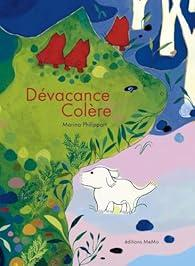 Dévacance
Colère
Marina Philippart
éditions MeMo